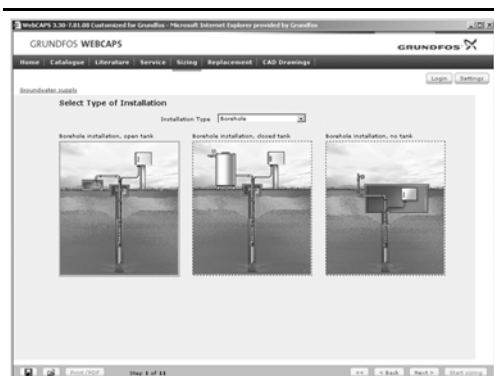 WebCAPS 3.30-7.01.08 Customized for Grundfos - Microsoft Internet Explorer provided by Grundfos
GRUNDFOS WEBCAPS
GRUNDFOS
Home Catalogue Literature Service Sizing Replacement CAD Drawings
Login Settings
Groundwater supply
Select Type of Installation
Installation Type Borehole
Borehole installation, open tank Borehole installation, closed tank Borehole installation, no tank
Print/PDF Step 1 of 11 << < Back Next > Start sizing